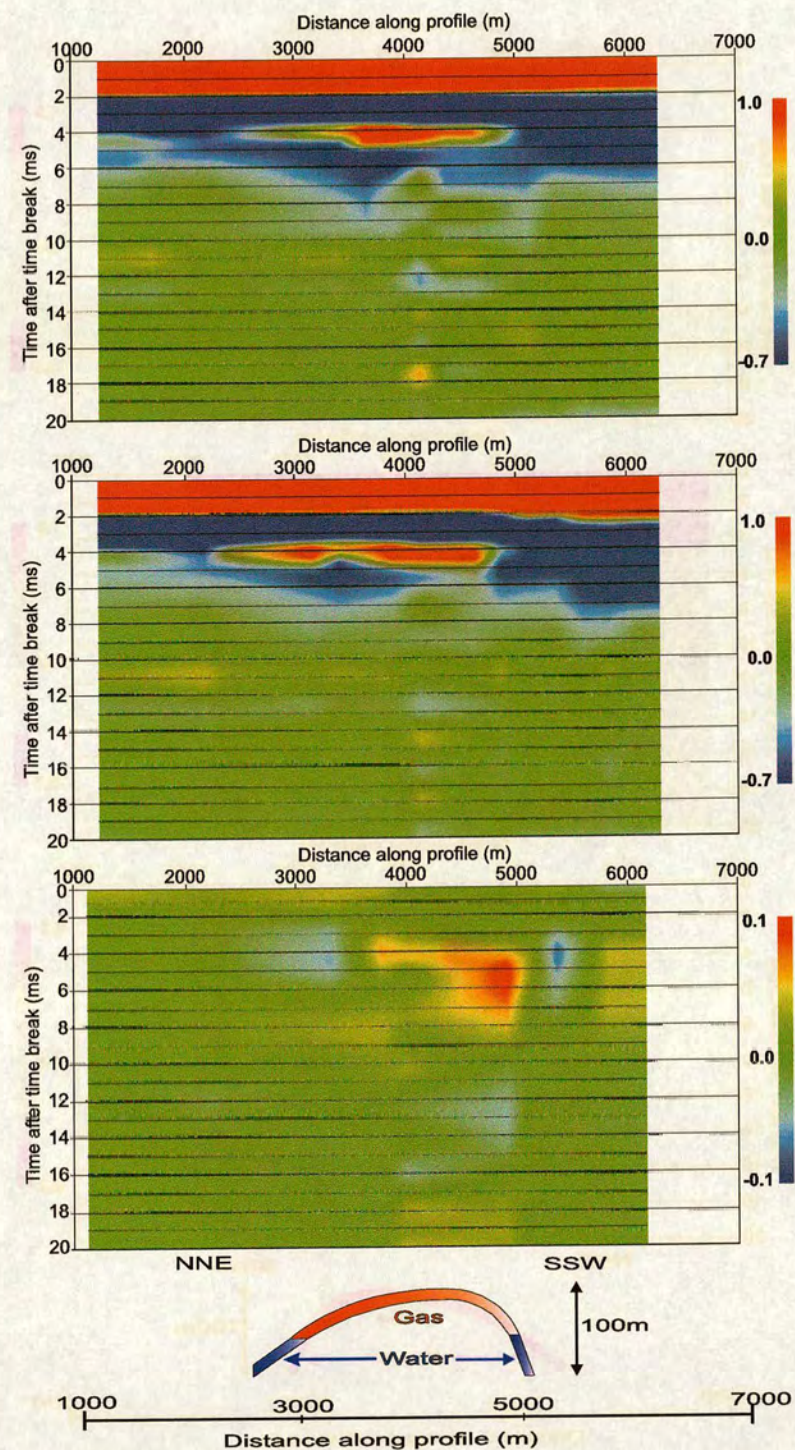 Distance along profile (m)
1000 2000 3000 4000 5000 6000 7000
Time after time break (ms)
0
2
4
6
8
10
12
14
16
18
20
1.0
0.0
-0.7
Distance along profile (m)
1000 2000 3000 4000 5000 6000 7000
Time after time break (ms)
0
2
4
6
8
10
12
14
16
18
20
1.0
0.0
-0.7
Distance along profile (m)
1000 2000 3000 4000 5000 6000 7000
Time after time break (ms)
0
2
4
6
8
10
12
14
16
18
20
0.1
0.0
-0.1
NNE SSW
Gas
Water
100m
1000 3000 5000 7000
Distance along profile (m)